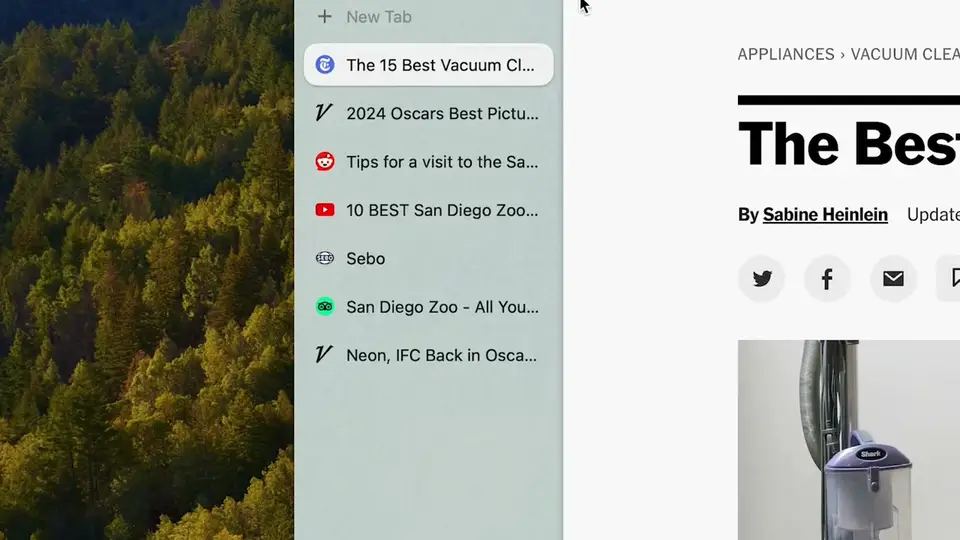 New Tab
The 15 Best Vacuum Cl...
2024 Oscars Best Pictu...
Tips for a visit to the Sa...
10 BEST San Diego Zoo...
Sebo
San Diego Zoo - All You...
Neon, IFC Back in Osca...
APPLIANCES › VACUUM CLEA
The Best
By Sabine Heinlein Update
Shark